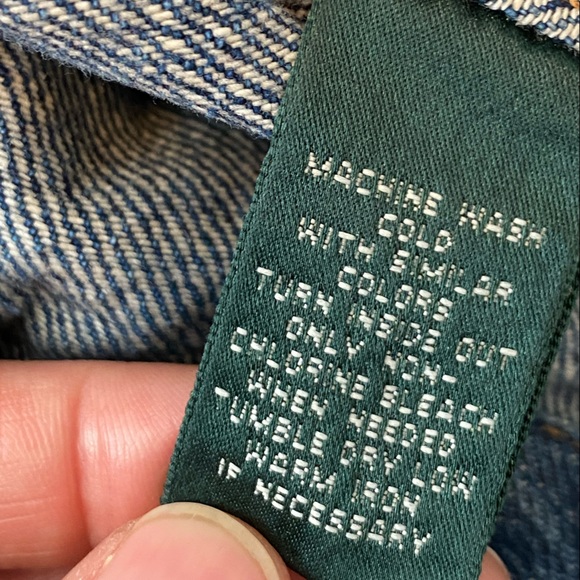 MACHINE WASH
COLD
WITH SIMILAR
COLORS
TURN INSIDE OUT
ONLY NON-
CHLORINE BLEACH
WHEN NEEDED
TUMBLE DRY LOW
WARM IRON
IF NECESSARY